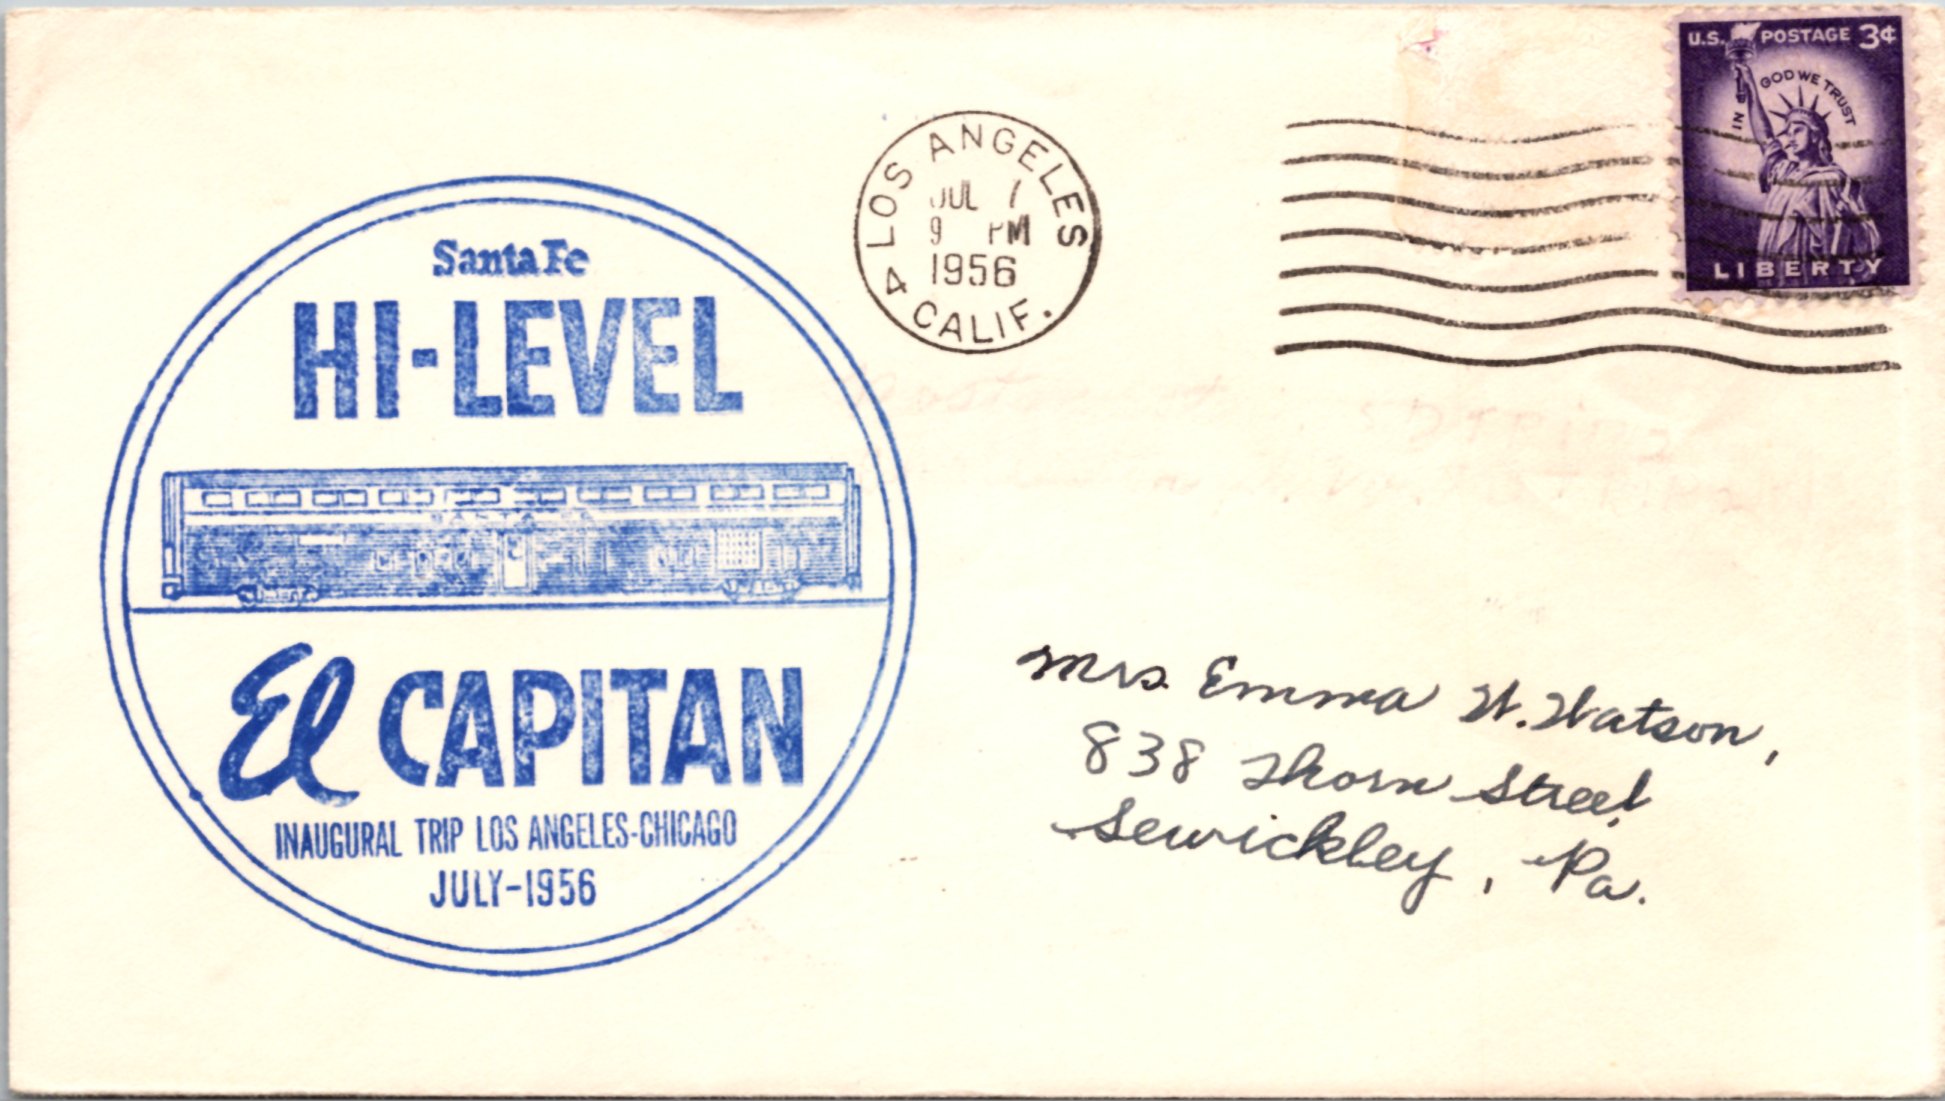 Santa Fe
HI-LEVEL
El CAPITAN
INAUGURAL TRIP LOS ANGELES-CHICAGO
JULY-1956
LOS ANGELES
JUL 7
9 PM
1956
4 CALIF.
U.S. POSTAGE 3¢
IN GOD WE TRUST
LIBERTY
Mrs. Emma W. Watson,
838 Thorn Street
Sewickley, Pa.